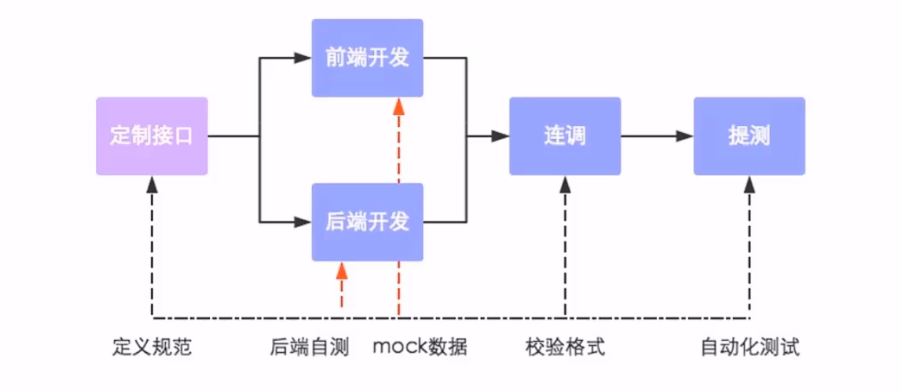 前端开发
定制接口
连调
提测
后端开发
定义规范
后端自测
mock数据
校验格式
自动化测试